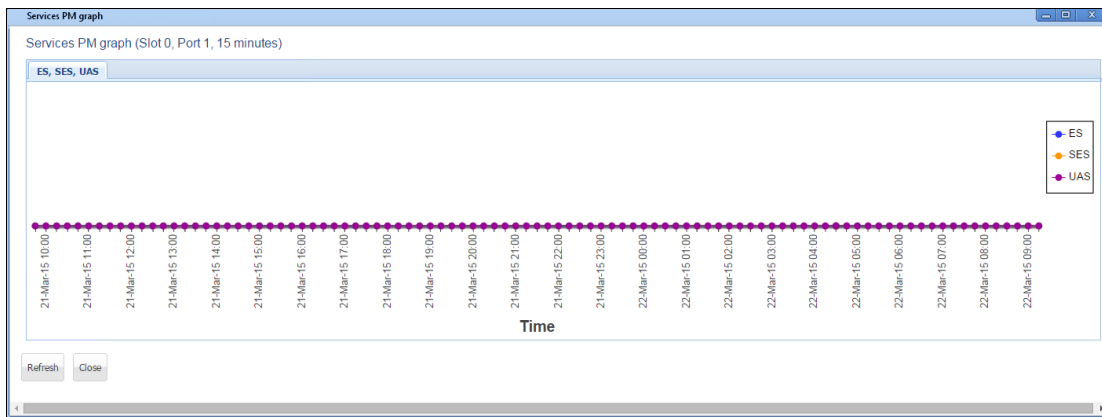 Services PM graph
Services PM graph (Slot 0, Port 1, 15 minutes)
ES, SES, UAS
ES
SES
UAS
21-Mar-15 10:00
21-Mar-15 11:00
21-Mar-15 12:00
21-Mar-15 13:00
21-Mar-15 14:00
21-Mar-15 15:00
21-Mar-15 16:00
21-Mar-15 17:00
21-Mar-15 18:00
21-Mar-15 19:00
21-Mar-15 20:00
21-Mar-15 21:00
21-Mar-15 22:00
21-Mar-15 23:00
22-Mar-15 00:00
22-Mar-15 01:00
22-Mar-15 02:00
22-Mar-15 03:00
22-Mar-15 04:00
22-Mar-15 05:00
22-Mar-15 06:00
22-Mar-15 07:00
22-Mar-15 08:00
22-Mar-15 09:00
Time
Refresh
Close